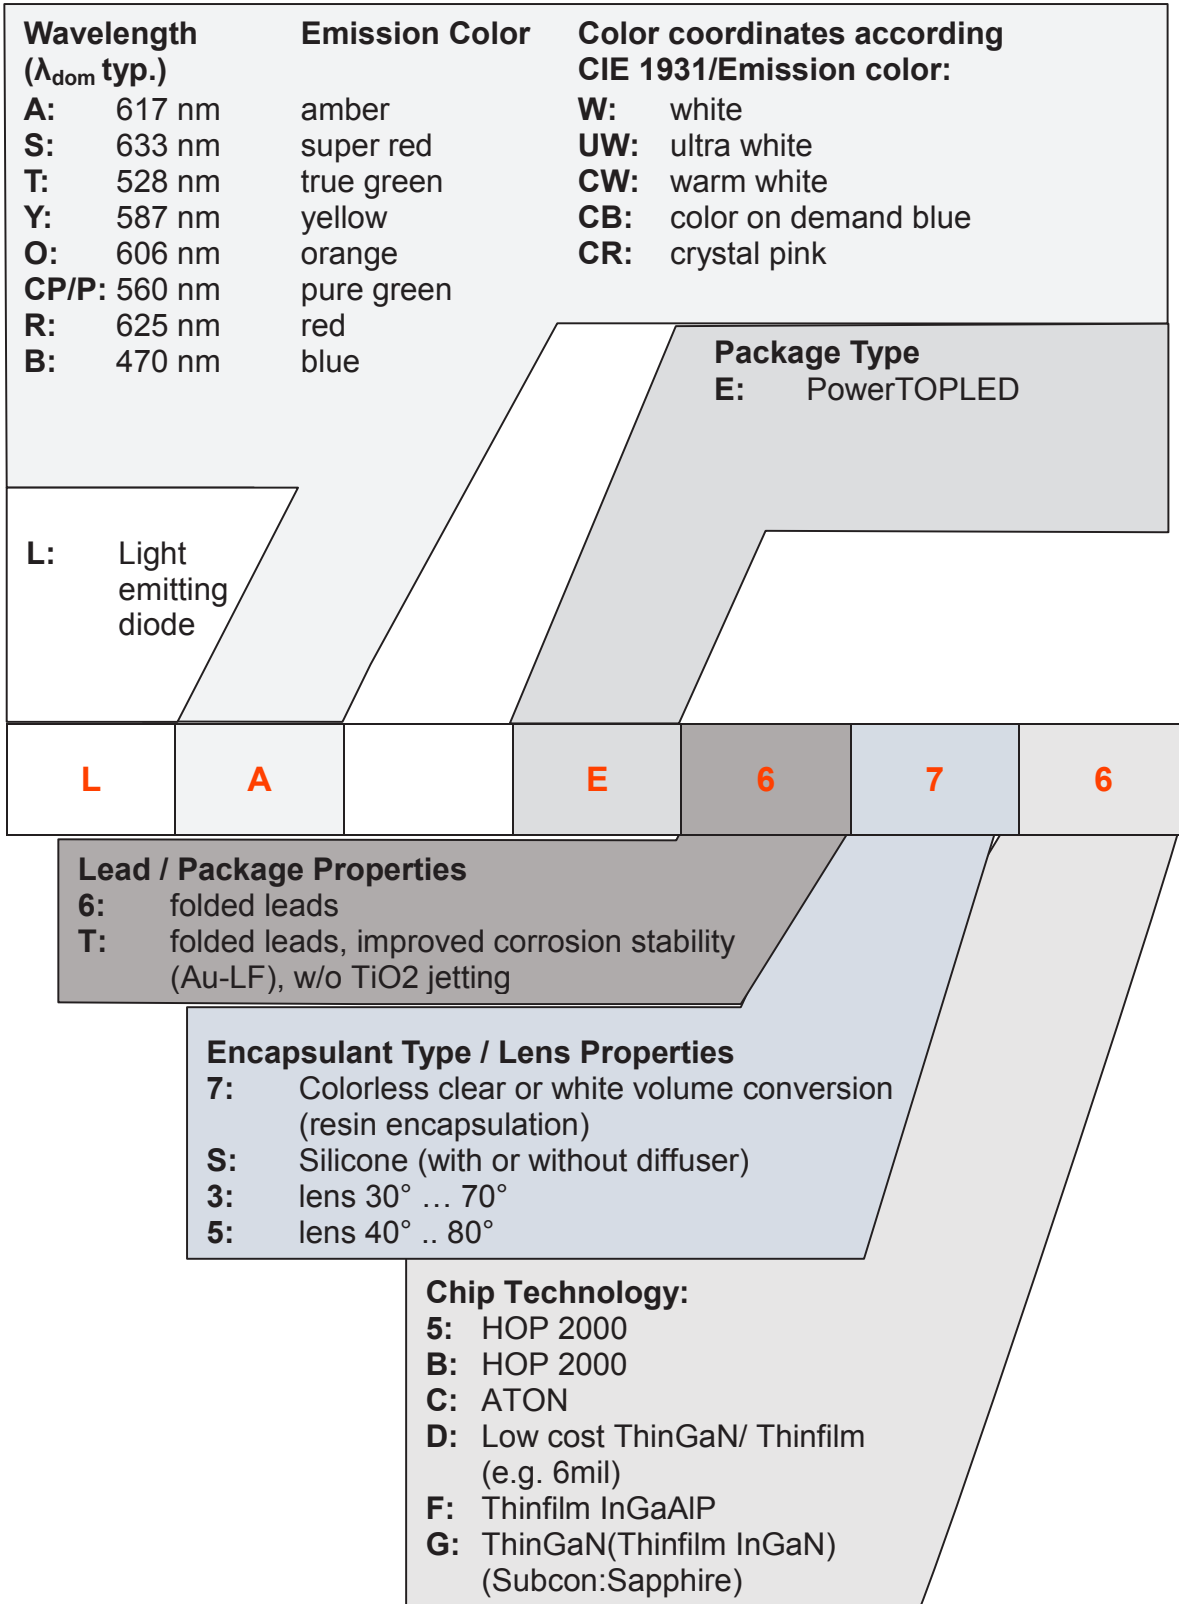 Wavelength Emission Color
(λdom typ.)
A: 617 nm amber
S: 633 nm super red
T: 528 nm true green
Y: 587 nm yellow
O: 606 nm orange
CP/P: 560 nm pure green
R: 625 nm red
B: 470 nm blue
Color coordinates according
CIE 1931/Emission color:
W: white
UW: ultra white
CW: warm white
CB: color on demand blue
CR: crystal pink
Package Type
E: PowerTOPLED
L: Light
emitting
diode
L A E 6 7 6
Lead / Package Properties
6: folded leads
T: folded leads, improved corrosion stability
(Au-LF), w/o TiO2 jetting
Encapsulant Type / Lens Properties
7: Colorless clear or white volume conversion
(resin encapsulation)
S: Silicone (with or without diffuser)
3: lens 30° … 70°
5: lens 40° .. 80°
Chip Technology:
5: HOP 2000
B: HOP 2000
C: ATON
D: Low cost ThinGaN/ Thinfilm
(e.g. 6mil)
F: Thinfilm InGaAlP
G: ThinGaN(Thinfilm InGaN)
(Subcon:Sapphire)